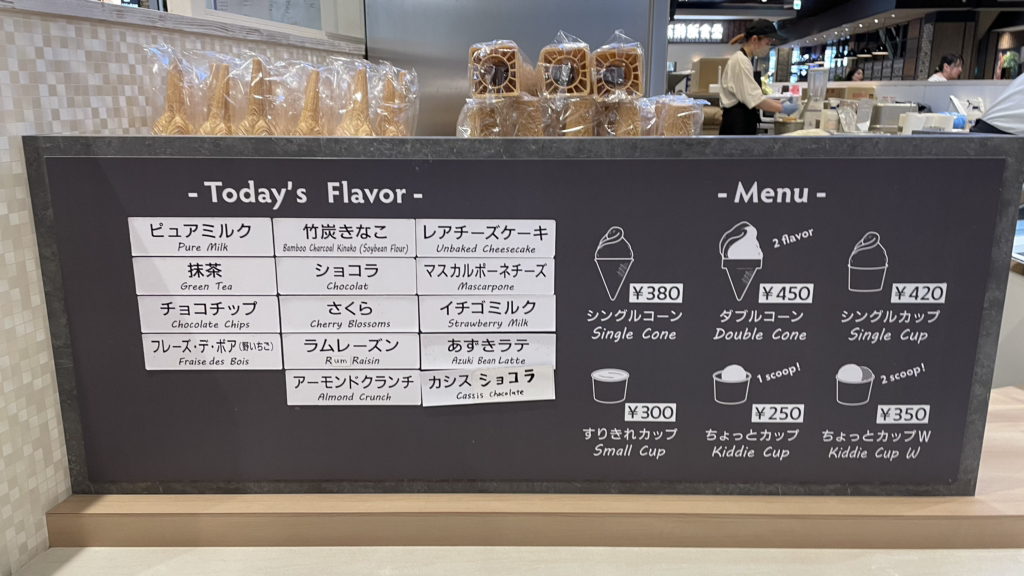 -Today's Flavor-
ピュアミルク
Pure Milk
竹炭きなこ
Bamboo Charcoal Kinako (Soybean Flour)
レアチーズケーキ
Unbaked Cheesecake
抹茶
Green Tea
ショコラ
Chocolat
マスカルポーネチーズ
Mascarpone
チョコチップ
Chocolate Chips
さくら
Cherry Blossoms
イチゴミルク
Strawberry Milk
フレーズ・デ・ボア(野いちご)
Fraise des Bois
ラムレーズン
Rum Raisin
あずきラテ
Azuki Bean Latte
アーモンドクランチ
Almond Crunch
カシスショコラ
Cassis Chocolate
-Menu-
¥380
シングルコーン
Single Cone
2 flavor
¥450
ダブルコーン
Double Cone
¥420
シングルカップ
Single Cup
¥300
すりきれカップ
Small Cup
1 scoop!
¥250
ちょっとカップ
Kiddie Cup
2 scoop!
¥350
ちょっとカップW
Kiddie Cup W